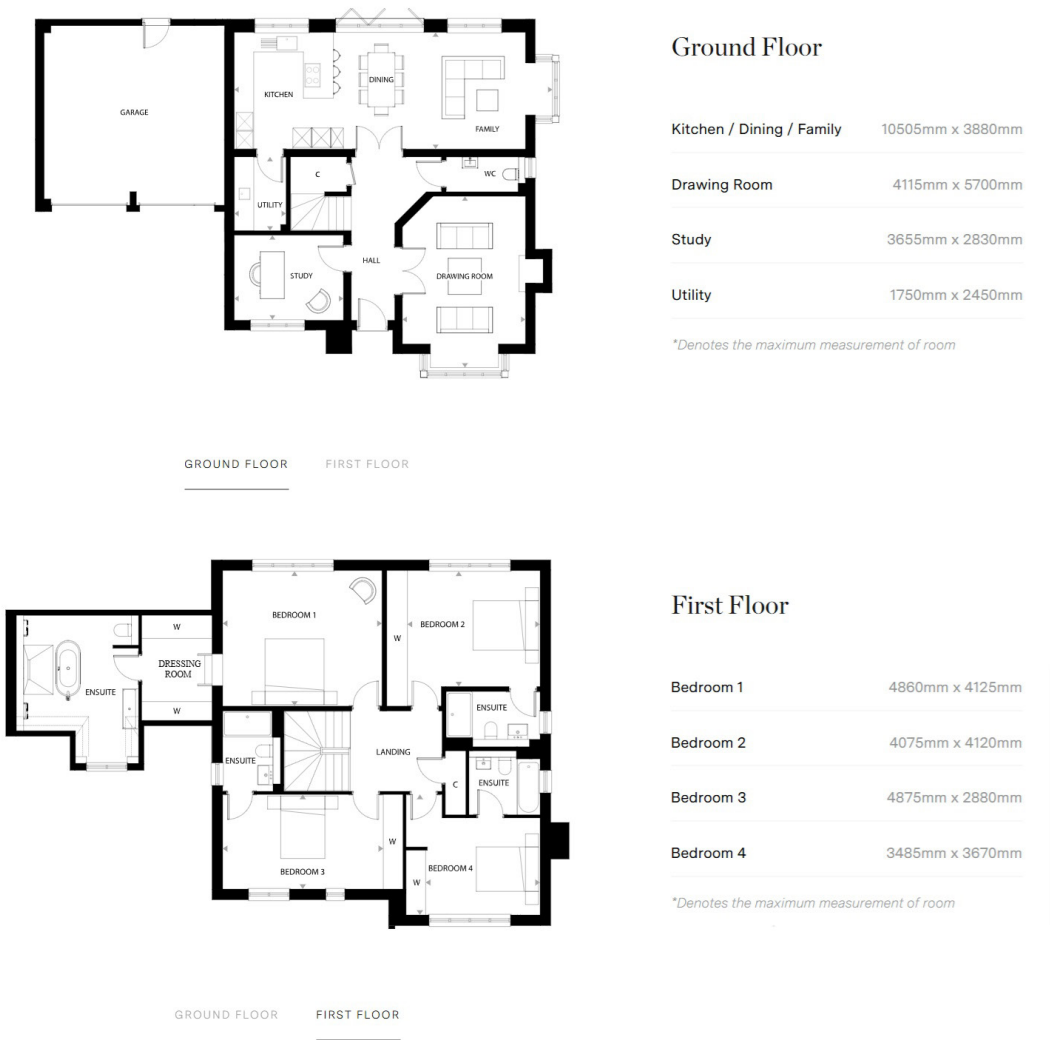 Ground Floor
GARAGE
KITCHEN
DINING
FAMILY
C
WC
UTILITY
HALL
STUDY
DRAWING ROOM
Kitchen / Dining / Family 10505mm x 3880mm
Drawing Room 4115mm x 5700mm
Study 3655mm x 2830mm
Utility 1750mm x 2450mm
*Denotes the maximum measurement of room
GROUND FLOOR FIRST FLOOR
First Floor
BEDROOM 1
BEDROOM 2
W
W
DRESSING
ROOM
W
ENSUITE
ENSUITE
LANDING
ENSUITE
ENSUITE
C
W
BEDROOM 3
BEDROOM 4
W
Bedroom 1 4860mm x 4125mm
Bedroom 2 4075mm x 4120mm
Bedroom 3 4875mm x 2880mm
Bedroom 4 3485mm x 3670mm
*Denotes the maximum measurement of room
GROUND FLOOR FIRST FLOOR